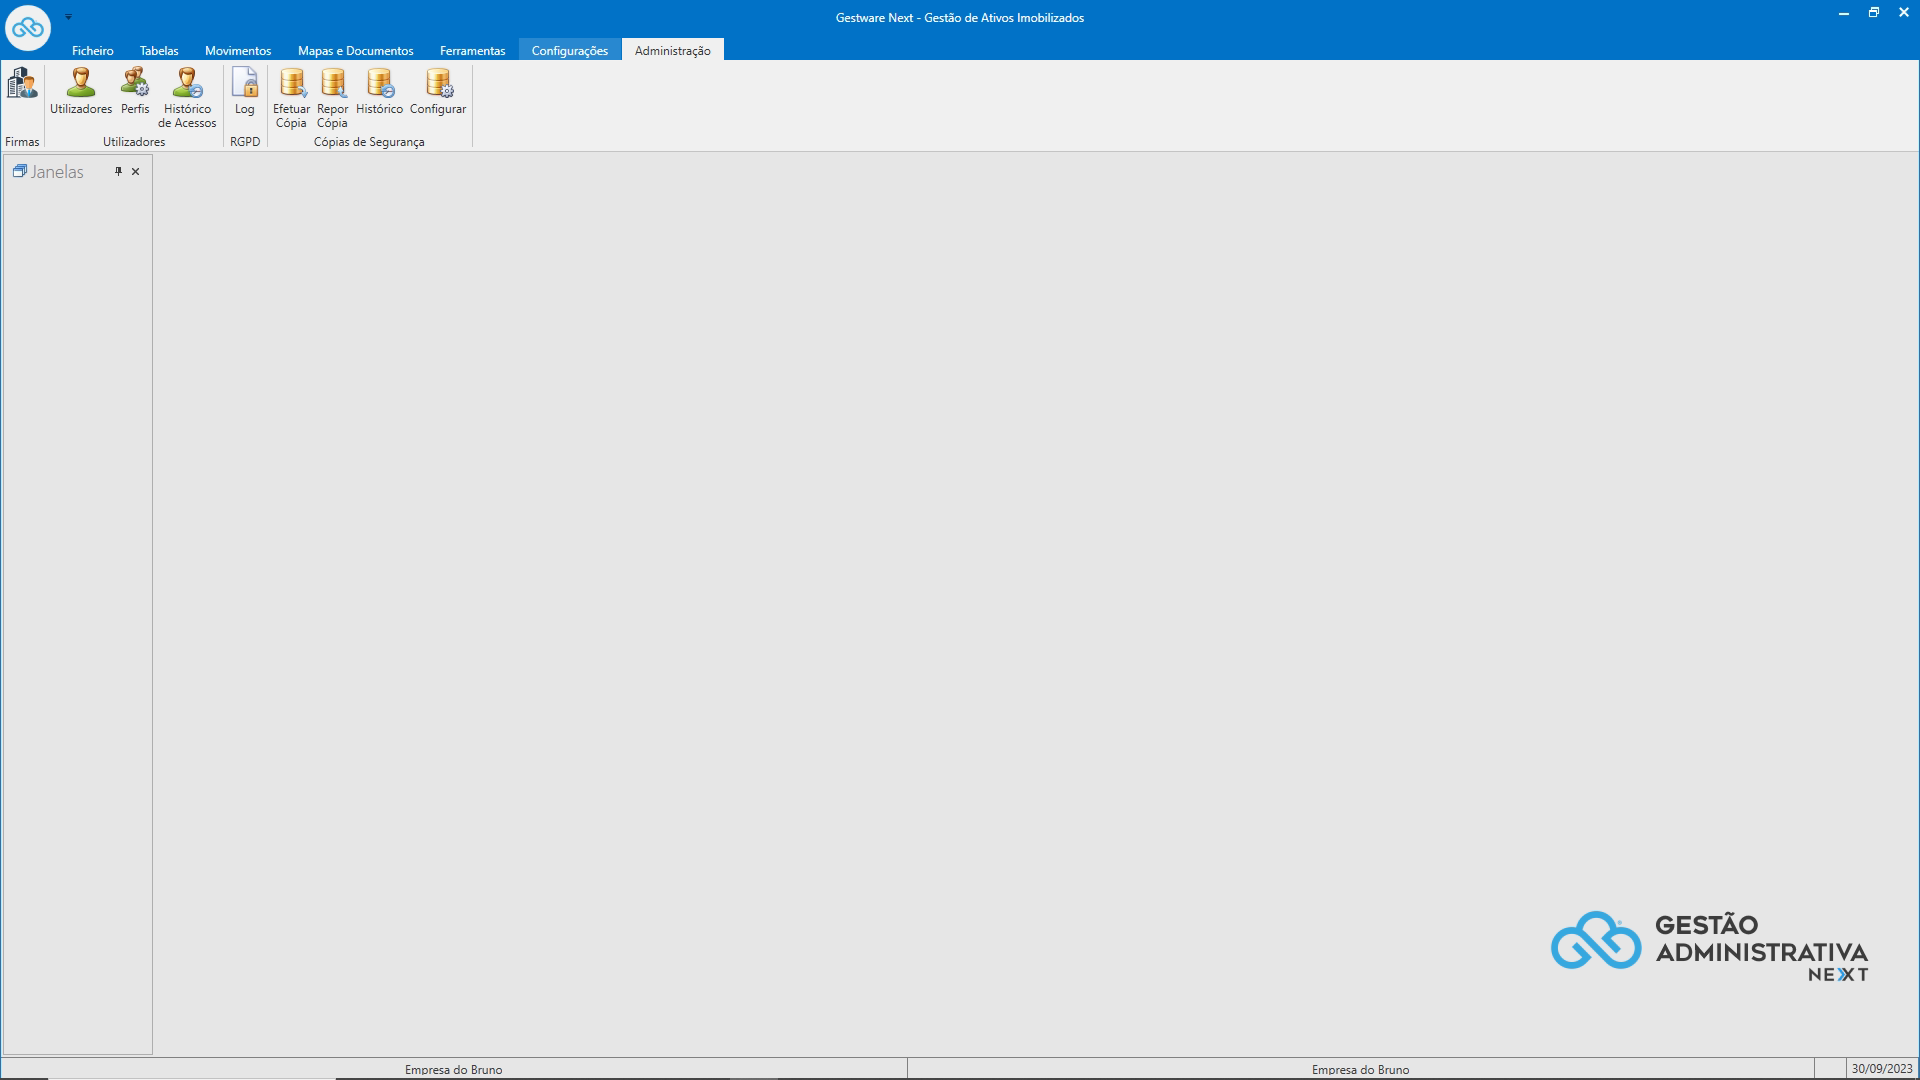 Gestware Next - Gestão de Ativos Imobilizados
Ficheiro Tabelas Movimentos Mapas e Documentos Ferramentas Configurações Administração
Utilizadores Perfis Histórico de Acessos Log Efetuar Cópia Repor Cópia Histórico Configurar
Firmas Utilizadores RGPD Cópias de Segurança
Janelas
GESTÃO
ADMINISTRATIVA
NEXT
Empresa do Bruno Empresa do Bruno 30/09/2023